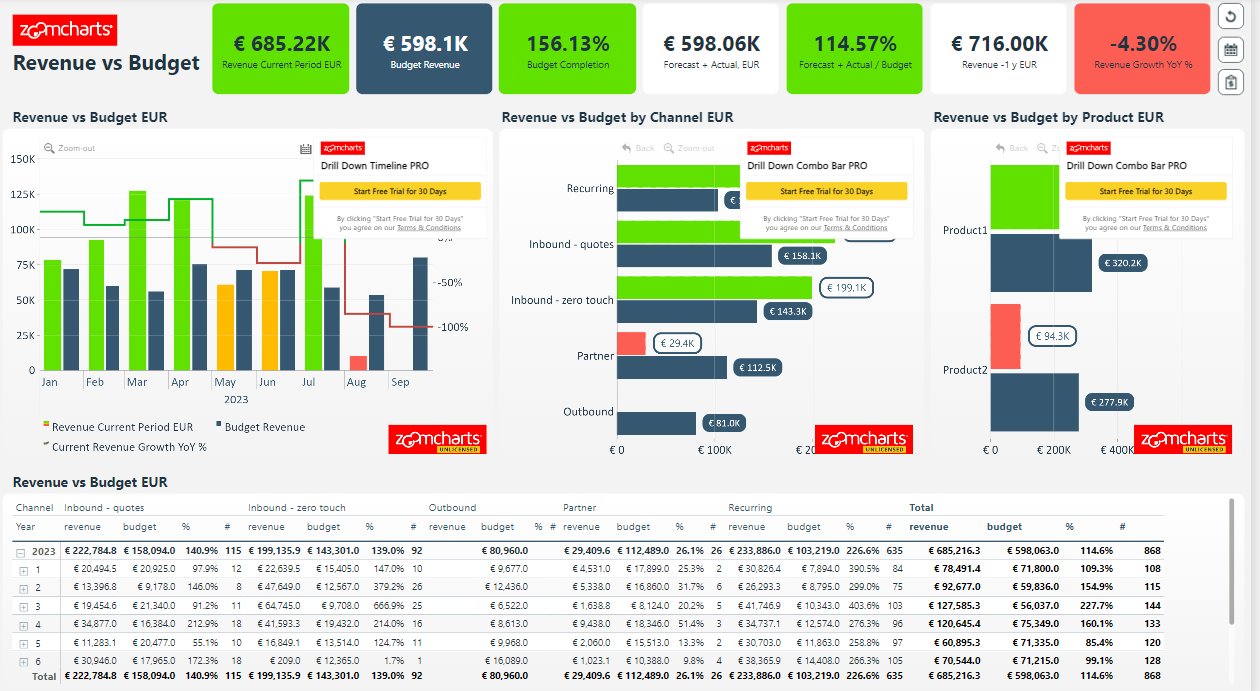 zoomcharts
Revenue vs Budget
€ 685.22K
Revenue Current Period EUR
€ 598.1K
Budget Revenue
156.13%
Budget Completion
€ 598.06K
Forecast + Actual, EUR
114.57%
Forecast + Actual / Budget
€ 716.00K
Revenue -1 y EUR
-4.30%
Revenue Growth YoY %
Revenue vs Budget EUR
Zoom-out
zoomcharts
Drill Down Timeline PRO
Start Free Trial for 30 Days
By clicking "Start Free Trial for 30 Days"
you agree on our Terms & Conditions
150K
125K
100K
75K
50K
25K
0
0%
-50%
-100%
Jan Feb Mar Apr May Jun Jul Aug Sep
2023
Revenue Current Period EUR
Budget Revenue
Current Revenue Growth YoY %
zoomcharts
UNLICENSED
Revenue vs Budget by Channel EUR
Back
Zoom-out
zoomcharts
Drill Down Combo Bar PRO
Start Free Trial for 30 Days
By clicking "Start Free Trial for 30 Days"
you agree on our Terms & Conditions
Recurring
Inbound - quotes
€ 158.1K
Inbound - zero touch
€ 199.1K
€ 143.3K
Partner
€ 29.4K
€ 112.5K
Outbound
€ 81.0K
€ 0 € 100K € 20
zoomcharts
UNLICENSED
Revenue vs Budget by Product EUR
Back
zoomcharts
Drill Down Combo Bar PRO
Start Free Trial for 30 Days
By clicking "Start Free Trial for 30 Days"
you agree on our Terms & Conditions
Product1
€ 320.2K
€ 94.3K
Product2
€ 277.9K
€ 0 € 200K € 400K
zoomcharts
UNLICENSED
Revenue vs Budget EUR
Channel Inbound - quotes Inbound - zero touch Outbound Partner Recurring Total
Year revenue budget % # revenue budget % # revenue budget % # revenue budget % # revenue budget % # revenue budget % #
2023 € 222,784.8 € 158,094.0 140.9% 115 € 199,135.9 € 143,301.0 139.0% 92 € 80,960.0 € 29,409.6 € 112,489.0 26.1% 26 € 233,886.0 € 103,219.0 226.6% 635 € 685,216.3 € 598,063.0 114.6% 868
1 € 20,494.5 € 20,925.0 97.9% 12 € 22,639.5 € 15,405.0 147.0% 10 € 9,677.0 € 4,531.0 € 17,899.0 25.3% 2 € 30,826.4 € 7,894.0 390.5% 84 € 78,491.4 € 71,800.0 109.3% 108
2 € 13,396.8 € 9,178.0 146.0% 8 € 47,649.0 € 12,567.0 379.2% 26 € 12,436.0 € 5,338.0 € 16,860.0 31.7% 6 € 26,293.3 € 8,795.0 299.0% 75 € 92,677.0 € 59,836.0 154.9% 115
3 € 19,454.6 € 21,340.0 91.2% 11 € 64,745.0 € 9,708.0 666.9% 25 € 6,522.0 € 1,638.8 € 8,124.0 20.2% 5 € 41,746.9 € 10,343.0 403.6% 103 € 127,585.3 € 56,037.0 227.7% 144
4 € 34,877.0 € 16,384.0 212.9% 18 € 41,593.3 € 19,432.0 214.0% 16 € 8,613.0 € 9,438.0 € 18,346.0 51.4% 3 € 34,737.1 € 12,574.0 276.3% 96 € 120,645.4 € 75,349.0 160.1% 133
5 € 11,283.1 € 20,477.0 55.1% 10 € 16,849.1 € 13,514.0 124.7% 11 € 9,968.0 € 2,060.0 € 15,513.0 13.3% 2 € 30,703.0 € 11,863.0 258.8% 97 € 60,895.3 € 71,335.0 85.4% 120
6 € 30,946.0 € 17,965.0 172.3% 18 € 209.0 € 12,365.0 1.7% 1 € 16,089.0 € 1,023.1 € 10,388.0 9.8% 4 € 38,365.9 € 14,408.0 266.3% 105 € 70,544.0 € 71,215.0 99.1% 128
Total € 222,784.8 € 158,094.0 140.9% 115 € 199,135.9 € 143,301.0 139.0% 92 € 80,960.0 € 29,409.6 € 112,489.0 26.1% 26 € 233,886.0 € 103,219.0 226.6% 635 € 685,216.3 € 598,063.0 114.6% 868